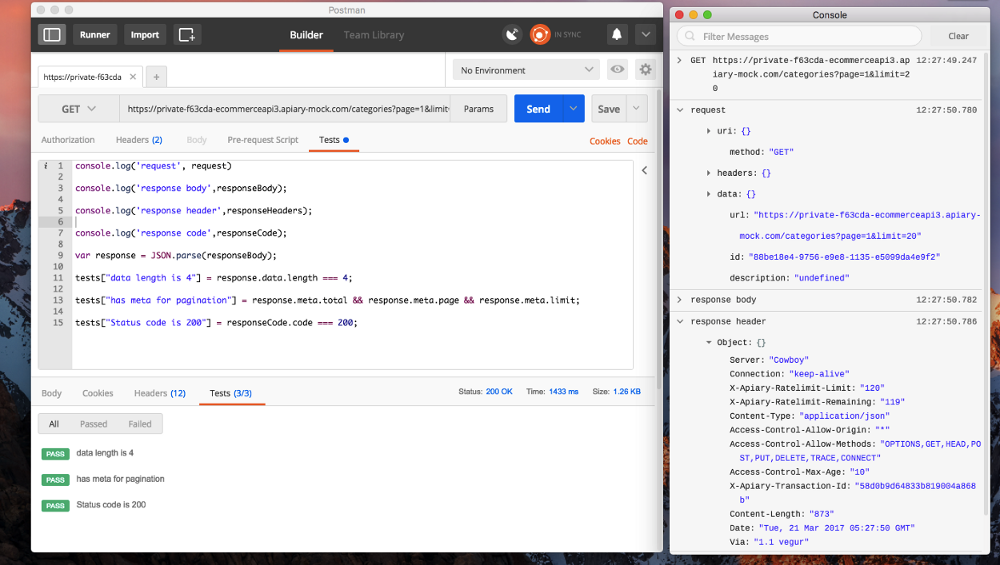 Postman
Runner
Import
Builder
Team Library
IN SYNC
https://private-f63cda
No Environment
GET
https://private-f63cda-ecommerceapi3.apiary-mock.com/categories?page=1&limit=
Params
Send
Save
Authorization
Headers (2)
Body
Pre-request Script
Tests
Cookies
Code
i 1 console.log('request', request)
2
3 console.log('response body',responseBody);
4
5 console.log('response header',responseHeaders);
6
7 console.log('response code',responseCode);
8
9 var response = JSON.parse(responseBody);
10
11 tests["data length is 4"] = response.data.length === 4;
12
13 tests["has meta for pagination"] = response.meta.total && response.meta.page && response.meta.limit;
14
15 tests["Status code is 200"] = responseCode.code === 200;
Body
Cookies
Headers (12)
Tests (3/3)
Status: 200 OK
Time: 1433 ms
Size: 1.26 KB
All
Passed
Failed
PASS data length is 4
PASS has meta for pagination
PASS Status code is 200
Console
Filter Messages
Clear
GET https://private-f63cda-ecommerceapi3.ap 12:27:49.247
iary-mock.com/categories?page=1&limit=2
0
request 12:27:50.780
uri: {}
method: "GET"
headers: {}
data: {}
url: "https://private-f63cda-ecommerceapi3.apiary-
mock.com/categories?page=1&limit=20"
id: "88be18e4-9756-e9e8-1135-e5099da4e9f2"
description: "undefined"
response body 12:27:50.782
response header 12:27:50.786
Object: {}
Server: "Cowboy"
Connection: "keep-alive"
X-Apiary-Ratelimit-Limit: "120"
X-Apiary-Ratelimit-Remaining: "119"
Content-Type: "application/json"
Access-Control-Allow-Origin: "*"
Access-Control-Allow-Methods: "OPTIONS,GET,HEAD,PO
ST,PUT,DELETE,TRACE,CONNECT"
Access-Control-Max-Age: "10"
X-Apiary-Transaction-Id: "58d0b9d64833b819004a868
b"
Content-Length: "873"
Date: "Tue, 21 Mar 2017 05:27:50 GMT"
Via: "1.1 vegur"